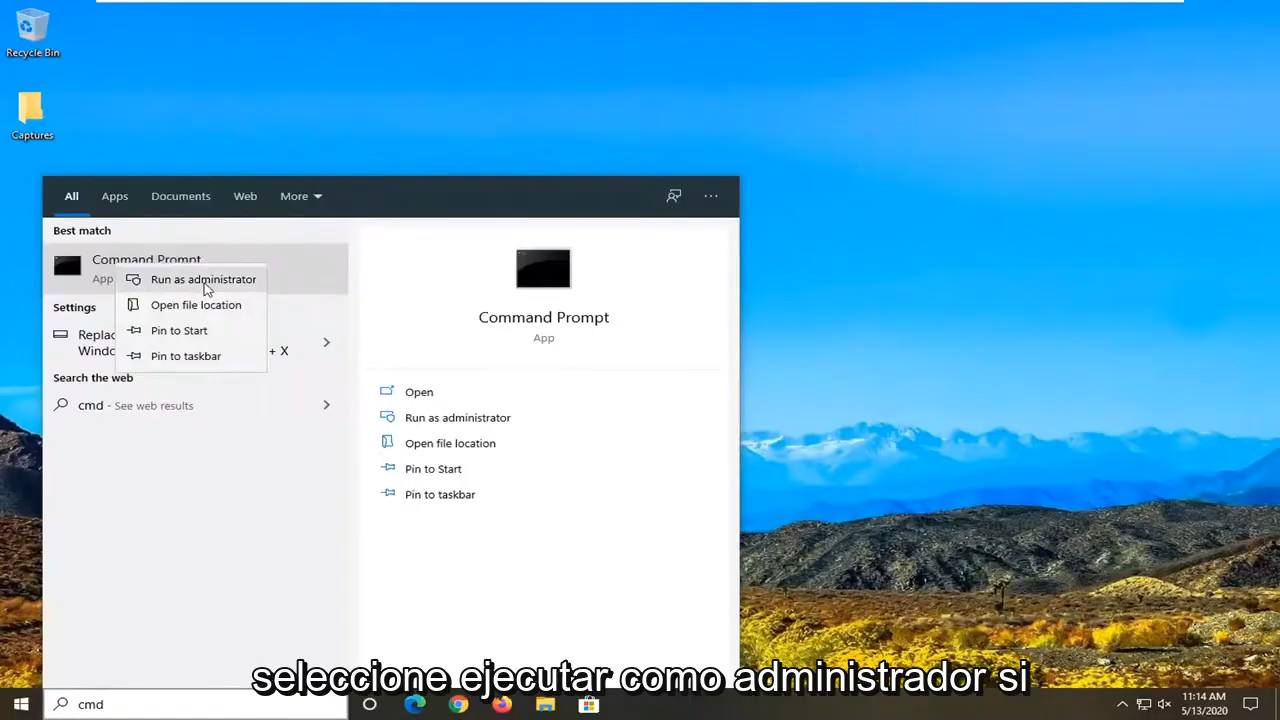 Recycle Bin
Captures
All Apps Documents Web More
Best match
Command Prompt
App
Run as administrator
Open file location
Pin to Start
Pin to taskbar
Settings
Replac
Windo + X
Search the web
cmd - See web results
Command Prompt
App
Open
Run as administrator
Open file location
Pin to Start
Pin to taskbar
seleccione ejecutar como administrador si
cmd
11:14 AM
5/13/2020